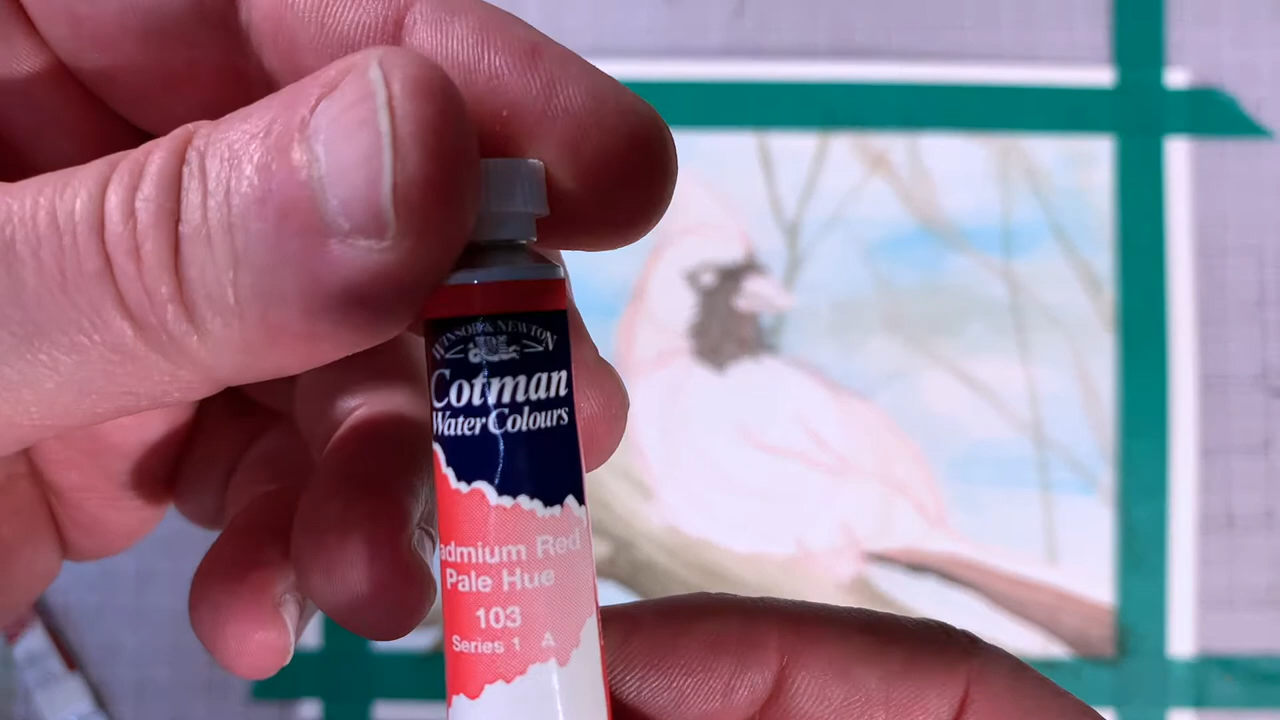 WINSOR & NEWTON
Cotman
Water Colours
admium Red
Pale Hue
103
Series 1 A